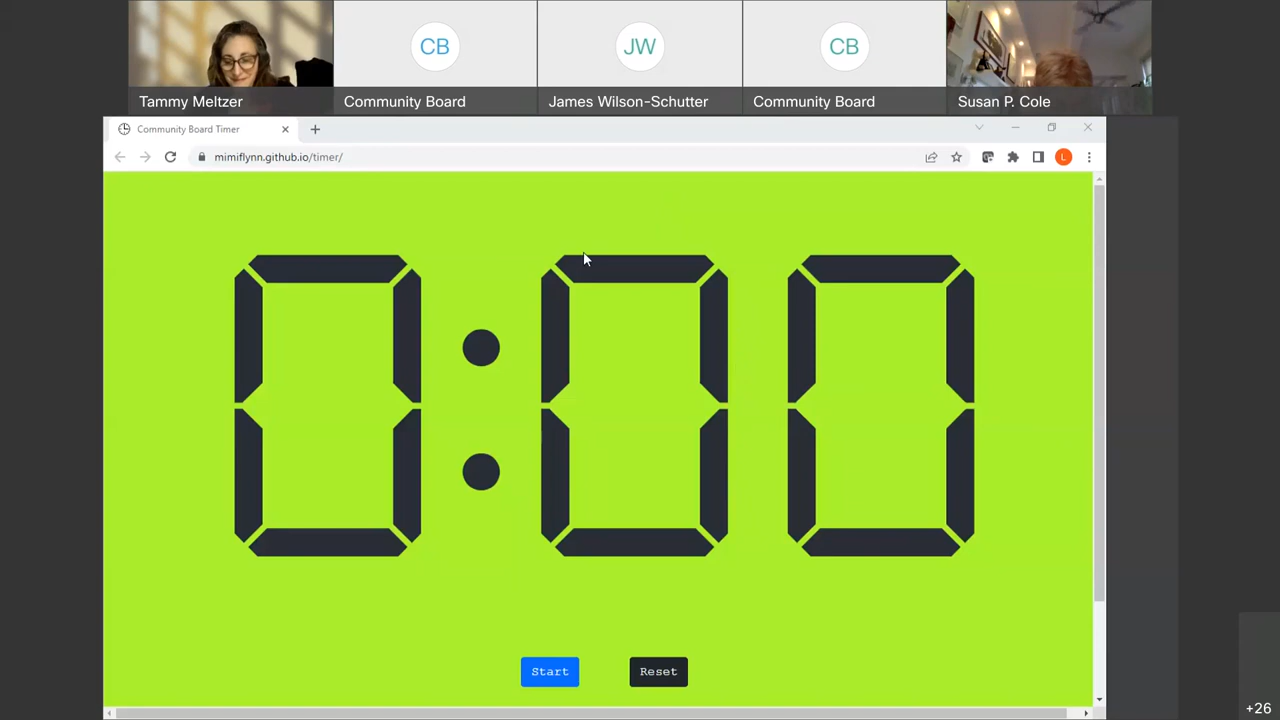 CB
JW
CB
Tammy Meltzer
Community Board
James Wilson-Schutter
Community Board
Susan P. Cole
Community Board Timer
mimiflynn.github.io/timer/
L
0:00
Start
Reset
+26